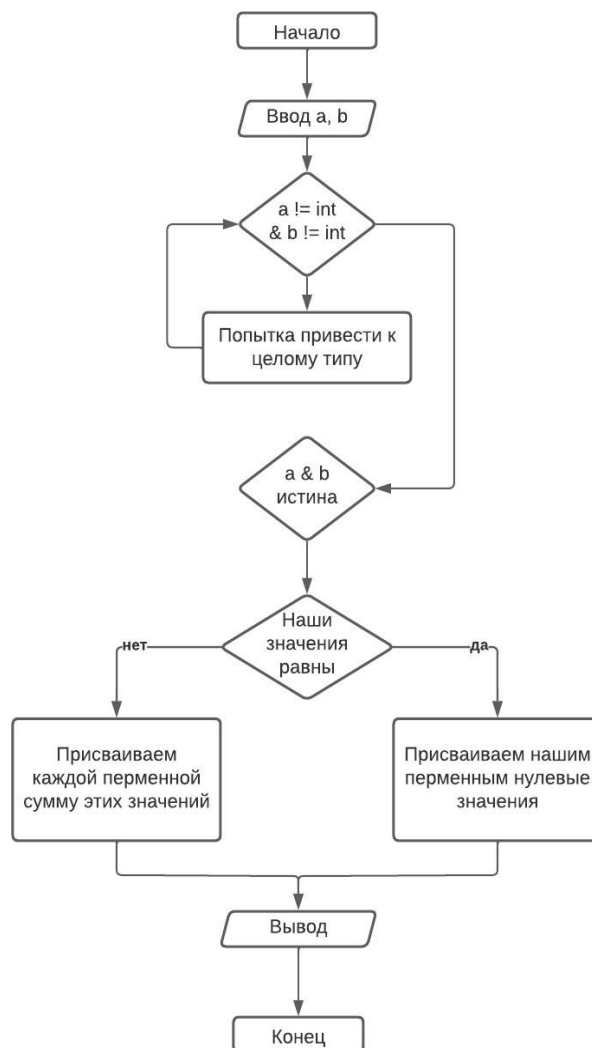 Начало
Ввод a, b
a != int
& b != int
Попытка привести к
целому типу
a & b
истина
Наши
значения
равны
нет
да
Присваиваем
каждой перменной
сумму этих значений
Присваиваем нашим
перменным нулевые
значения
Вывод
Конец